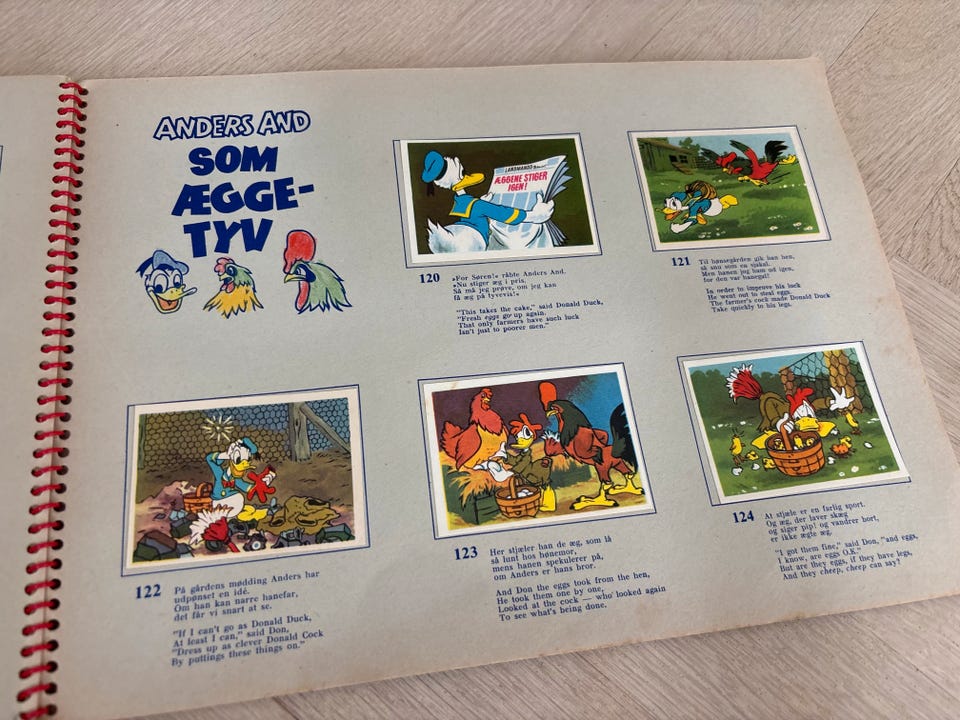 ANDERS AND
SOM
ÆGGE-
TYV
LANDMANDS
ÆGGENE STIGER
IGEN!
120
»For Søren!« råbte Anders And.
»Nu stiger æg i pris.
Så må jeg prøve, om jeg kan
få æg på tyvevis!«
"This takes the cake," said Donald Duck,
"Fresh eggs go up again.
That only farmers have such luck
Isn't just to poorer men."
121
Til hønsegården gik han hen,
så snu som en sjakal.
Men hanen jog ham ud igen,
for den var hanegal!
In order to improve his luck
He went out to steal eggs.
The farmer's cock made Donald Duck
Take quickly to his legs.
122
På gårdens mødding Anders har
udpønset en idé.
Om han kan narre hanefar,
det får vi snart at se.
"If I can't go as Donald Duck,
At least I can," said Don,
"Dress up as clever Donald Cock
By puttings these things on."
123
Her stjæler han de æg, som lå
så lunt hos hønemor,
mens hanen spekulerer på,
om Anders er hans bror.
And Don the eggs took from the hen,
He took them one by one,
Looked at the cock — who' looked again
To see what's being done.
124
At stjæle er en farlig sport.
Og æg, der laver skæg
og siger pip! og vandrer bort,
er ikke ægte æg.
"I got them fine," said Don, "and eggs,
I know, are eggs O.K."
But are they eggs, if they have legs,
And they cheep, cheep can say?